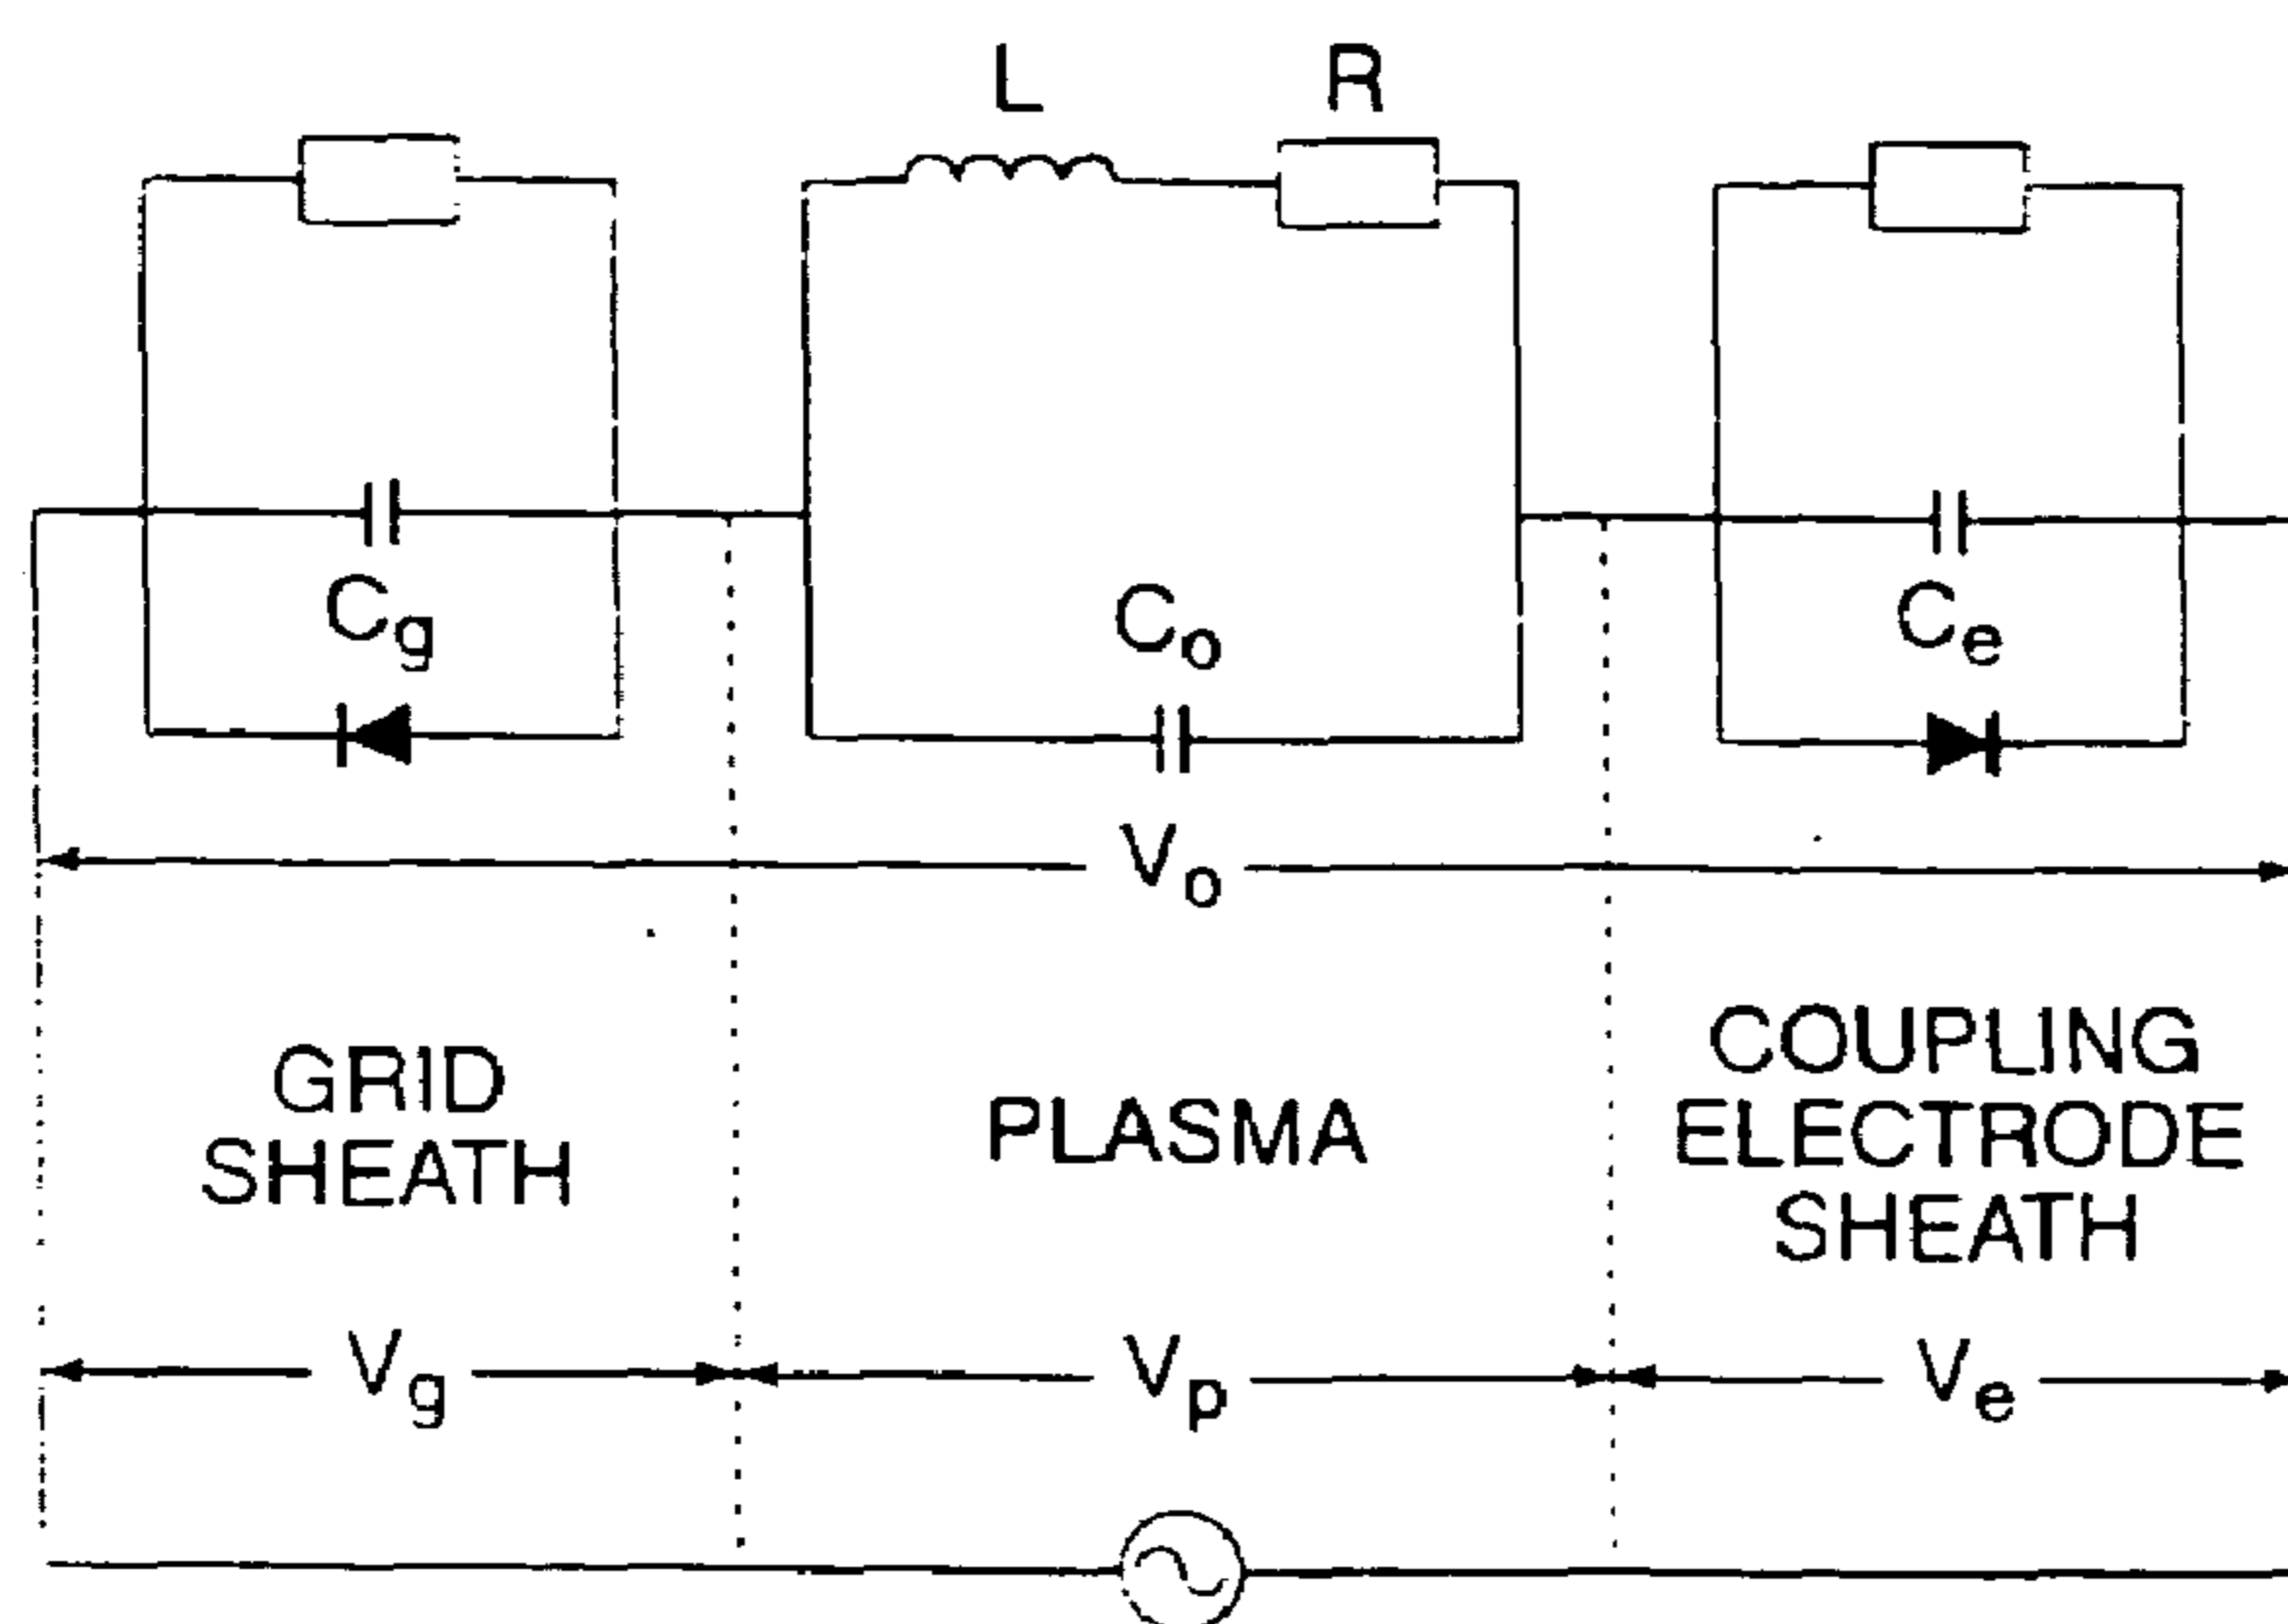 L
R
Cg
Co
Ce
Vo
GRID
SHEATH
PLASMA
COUPLING
ELECTRODE
SHEATH
Vg
Vp
Ve